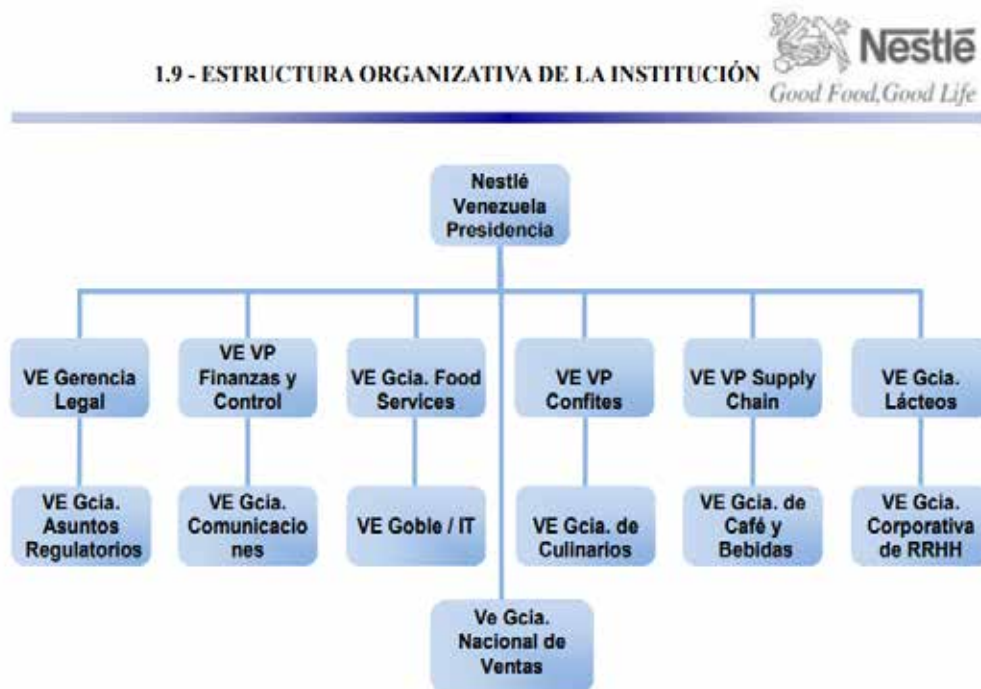 1.9 - ESTRUCTURA ORGANIZATIVA DE LA INSTITUCIÓN
Nestlé
Good Food, Good Life
Nestlé
Venezuela
Presidencia
VE Gerencia
Legal
VE VP
Finanzas y
Control
VE Gcia. Food
Services
VE VP
Confites
VE VP Supply
Chain
VE Gcia.
Lácteos
VE Gcia.
Asuntos
Regulatorios
VE Gcia.
Comunicacio
nes
VE Goble / IT
VE Gcia. de
Culinarios
VE Gcia. de
Café y
Bebidas
VE Gcia.
Corporativa
de RRHH
Ve Gcia.
Nacional de
Ventas